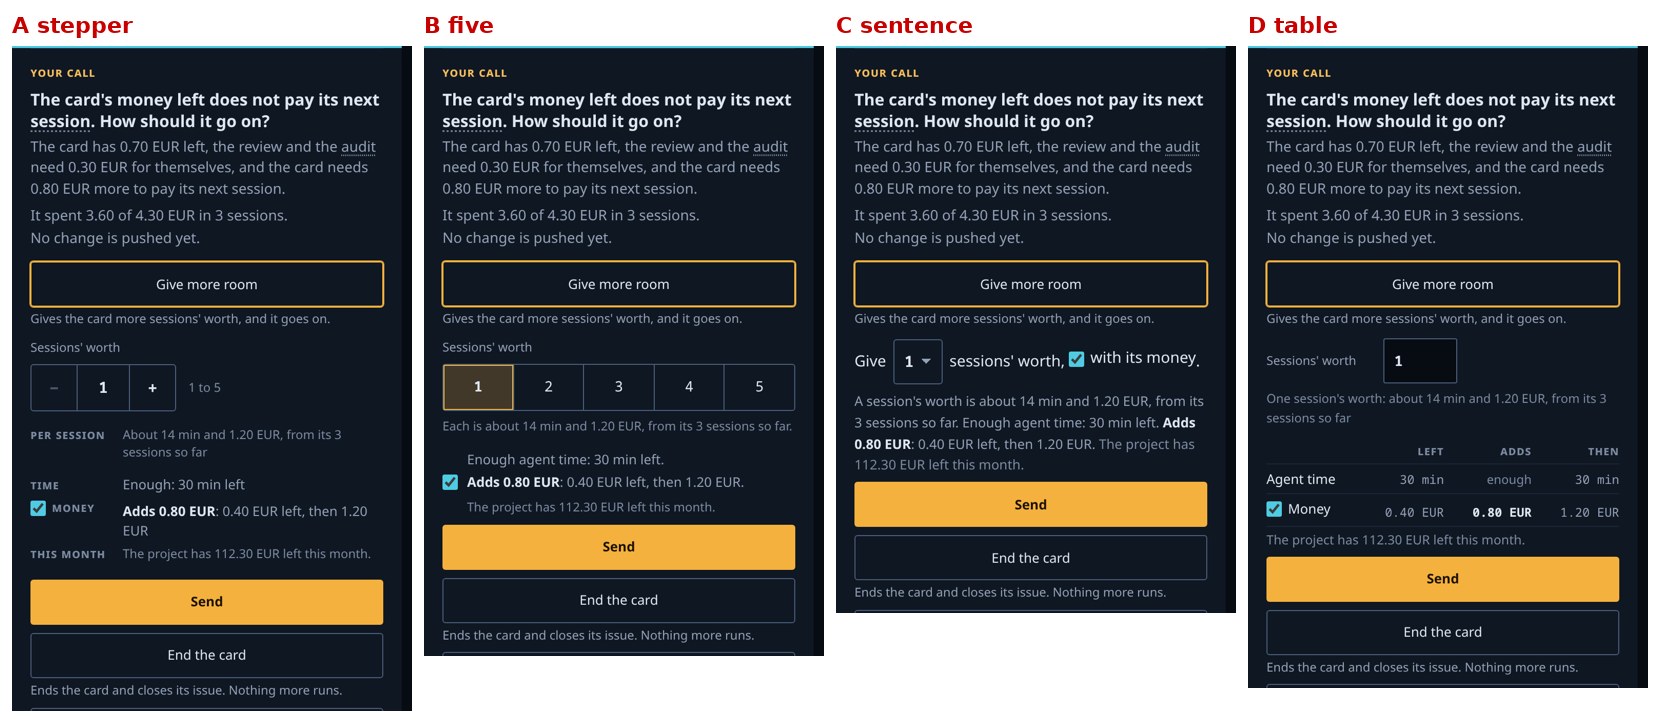 A stepper
YOUR CALL
The card's money left does not pay its next
session. How should it go on?
The card has 0.70 EUR left, the review and the audit
need 0.30 EUR for themselves, and the card needs
0.80 EUR more to pay its next session.
It spent 3.60 of 4.30 EUR in 3 sessions.
No change is pushed yet.
Give more room
Gives the card more sessions' worth, and it goes on.
Sessions' worth
− 1 + 1 to 5
PER SESSION About 14 min and 1.20 EUR, from its 3
sessions so far
TIME Enough: 30 min left
MONEY Adds 0.80 EUR: 0.40 EUR left, then 1.20
EUR
THIS MONTH The project has 112.30 EUR left this month.
Send
End the card
Ends the card and closes its issue. Nothing more runs.
B five
YOUR CALL
The card's money left does not pay its next
session. How should it go on?
The card has 0.70 EUR left, the review and the audit
need 0.30 EUR for themselves, and the card needs
0.80 EUR more to pay its next session.
It spent 3.60 of 4.30 EUR in 3 sessions.
No change is pushed yet.
Give more room
Gives the card more sessions' worth, and it goes on.
Sessions' worth
1 2 3 4 5
Each is about 14 min and 1.20 EUR, from its 3 sessions so far.
Enough agent time: 30 min left.
Adds 0.80 EUR: 0.40 EUR left, then 1.20 EUR.
The project has 112.30 EUR left this month.
Send
End the card
Ends the card and closes its issue. Nothing more runs.
C sentence
YOUR CALL
The card's money left does not pay its next
session. How should it go on?
The card has 0.70 EUR left, the review and the audit
need 0.30 EUR for themselves, and the card needs
0.80 EUR more to pay its next session.
It spent 3.60 of 4.30 EUR in 3 sessions.
No change is pushed yet.
Give more room
Gives the card more sessions' worth, and it goes on.
Give 1 sessions' worth, with its money.
A session's worth is about 14 min and 1.20 EUR, from its
3 sessions so far. Enough agent time: 30 min left. Adds
0.80 EUR: 0.40 EUR left, then 1.20 EUR. The project has
112.30 EUR left this month.
Send
End the card
Ends the card and closes its issue. Nothing more runs.
D table
YOUR CALL
The card's money left does not pay its next
session. How should it go on?
The card has 0.70 EUR left, the review and the audit
need 0.30 EUR for themselves, and the card needs
0.80 EUR more to pay its next session.
It spent 3.60 of 4.30 EUR in 3 sessions.
No change is pushed yet.
Give more room
Gives the card more sessions' worth, and it goes on.
Sessions' worth 1
One session's worth: about 14 min and 1.20 EUR, from its 3
sessions so far
LEFT ADDS THEN
Agent time 30 min enough 30 min
Money 0.40 EUR 0.80 EUR 1.20 EUR
The project has 112.30 EUR left this month.
Send
End the card
Ends the card and closes its issue. Nothing more runs.